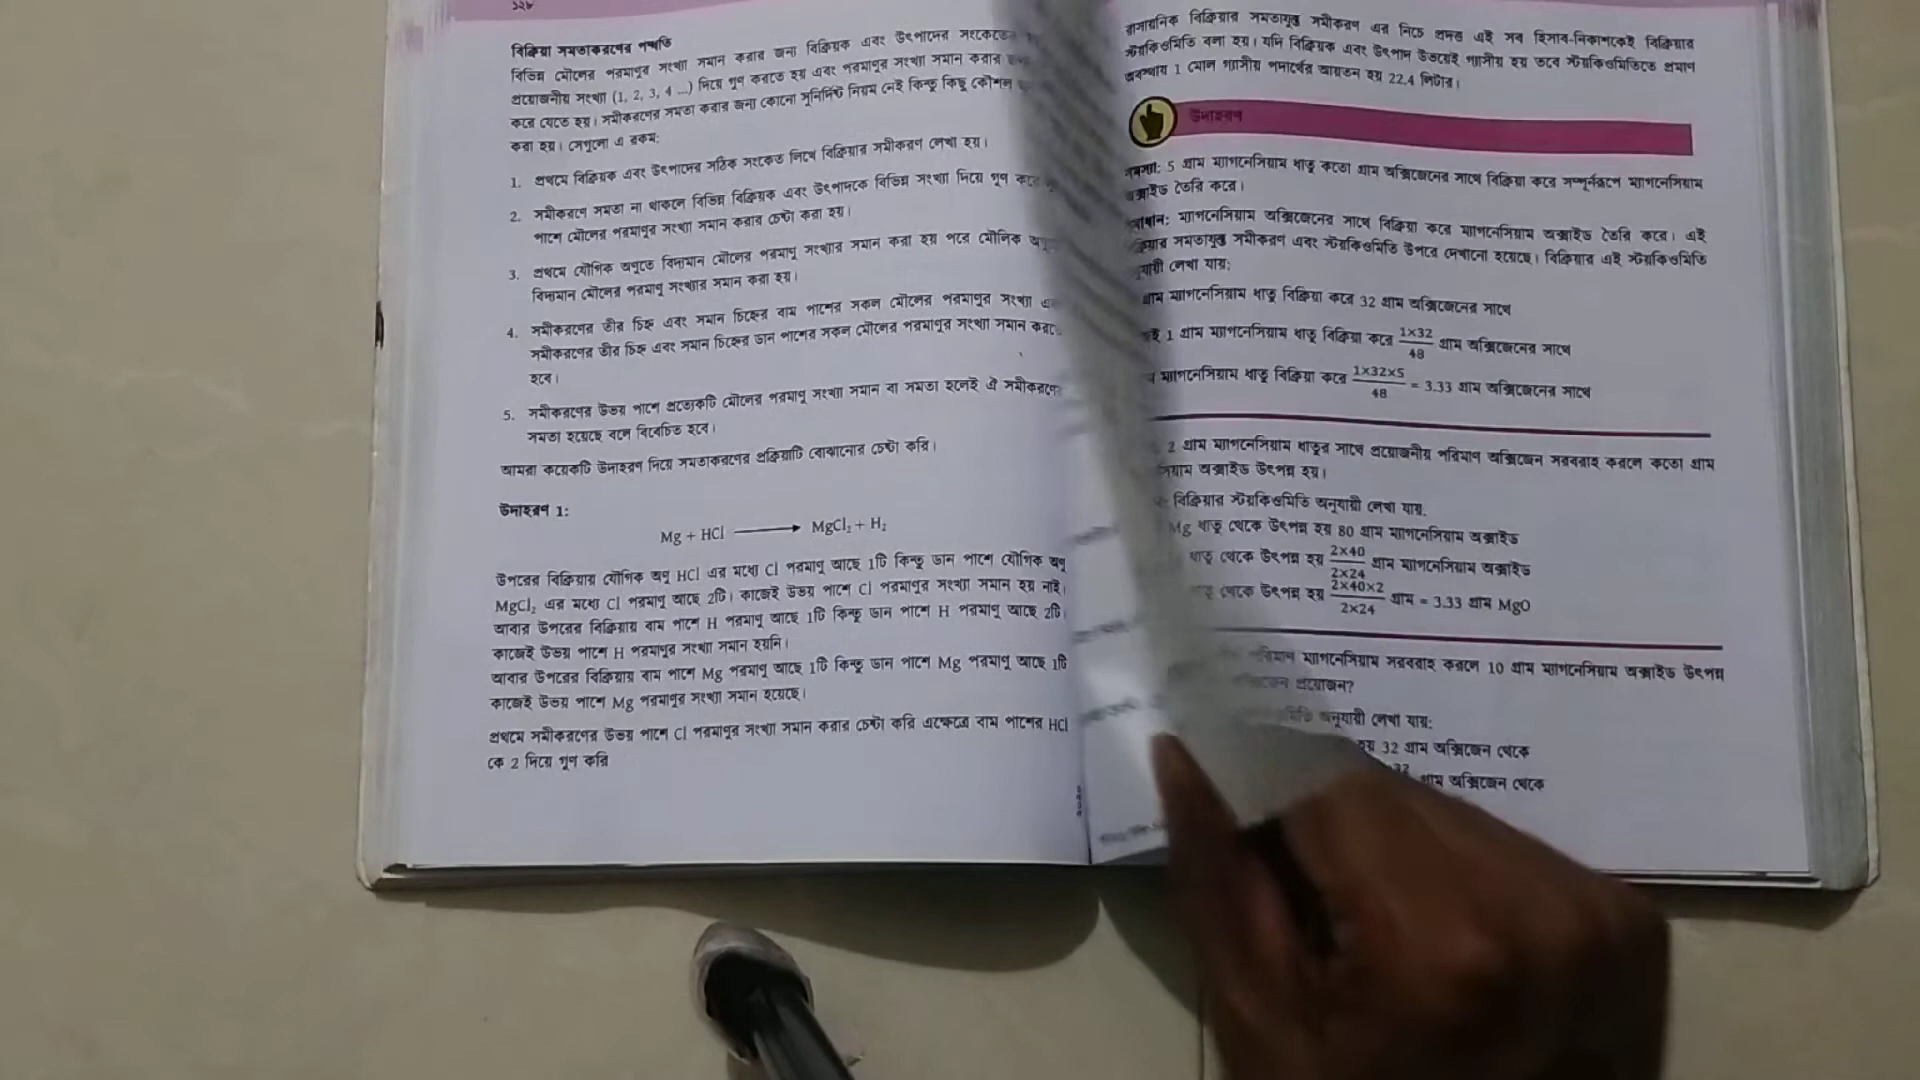 ১২৮
বিক্রিয়া সমতাকরণের পদ্ধতি
বিভিন্ন মৌলের পরমাণুর সংখ্যা সমান করার জন্য বিক্রিয়ক এবং উৎপাদের সংকেতের
প্রয়োজনীয় সংখ্যা (1, 2, 3, 4 ...) দিয়ে গুণ করতে হয় এবং পরমাণুর সংখ্যা সমান করার
করে যেতে হয়। সমীকরণের সমতা করার জন্য কোনো সুনির্দিষ্ট নিয়ম নেই কিন্তু কিছু কৌশল
করা হয়। সেগুলো এ রকম:
1. প্রথমে বিক্রিয়ক এবং উৎপাদের সঠিক সংকেত লিখে বিক্রিয়ার সমীকরণ লেখা হয়।
2. সমীকরণে সমতা না থাকলে বিভিন্ন বিক্রিয়ক এবং উৎপাদকে বিভিন্ন সংখ্যা দিয়ে গুণ করে
পাশে মৌলের পরমাণুর সংখ্যা সমান করার চেষ্টা করা হয়।
3. প্রথমে যৌগিক অণুতে বিদ্যমান মৌলের পরমাণু সংখ্যার সমান করা হয় পরে মৌলিক
বিদ্যমান মৌলের পরমাণু সংখ্যার সমান করা হয়।
4. সমীকরণের তীর চিহ্ন এবং সমান চিহ্নের বাম পাশের সকল মৌলের পরমাণুর সংখ্যা
সমীকরণের তীর চিহ্ন এবং সমান চিহ্নের ডান পাশের সকল মৌলের পরমাণুর সংখ্যা সমান করতে
হবে।
5. সমীকরণের উভয় পাশে প্রত্যেকটি মৌলের পরমাণু সংখ্যা সমান বা সমতা হলেই ঐ সমীকরণের
সমতা হয়েছে বলে বিবেচিত হবে।
আমরা কয়েকটি উদাহরণ দিয়ে সমতাকরণের প্রক্রিয়াটি বোঝানোর চেষ্টা করি।
উদাহরণ 1:
Mg + HCl ⟶ MgCl₂ + H₂
উপরের বিক্রিয়ায় যৌগিক অণু HCl এর মধ্যে Cl পরমাণু আছে 1টি কিন্তু ডান পাশে যৌগিক অণু
MgCl₂ এর মধ্যে Cl পরমাণু আছে 2টি। কাজেই উভয় পাশে Cl পরমাণুর সংখ্যা সমান হয় নাই।
আবার উপরের বিক্রিয়ায় বাম পাশে H পরমাণু আছে 1টি কিন্তু ডান পাশে H পরমাণু আছে 2টি।
কাজেই উভয় পাশে H পরমাণুর সংখ্যা সমান হয়নি।
আবার উপরের বিক্রিয়ায় বাম পাশে Mg পরমাণু আছে 1টি কিন্তু ডান পাশে Mg পরমাণু আছে 1টি
কাজেই উভয় পাশে Mg পরমাণুর সংখ্যা সমান হয়েছে।
প্রথমে সমীকরণের উভয় পাশে Cl পরমাণুর সংখ্যা সমান করার চেষ্টা করি এক্ষেত্রে বাম পাশের HCl
কে 2 দিয়ে গুণ করি
রাসায়নিক বিক্রিয়ার সমতাযুক্ত সমীকরণ এর নিচে প্রদত্ত এই সব হিসাব-নিকাশকেই বিক্রিয়ার
স্টয়কিওমিতি বলা হয়। যদি বিক্রিয়ক এবং উৎপাদ উভয়েই গ্যাসীয় হয় তবে স্টয়কিওমিতিতে প্রমাণ
অবস্থায় 1 মোল গ্যাসীয় পদার্থের আয়তন হয় 22.4 লিটার।
উদাহরণ
সমস্যা: 5 গ্রাম ম্যাগনেসিয়াম ধাতু কতো গ্রাম অক্সিজেনের সাথে বিক্রিয়া করে সম্পূর্নরূপে ম্যাগনেসিয়াম
অক্সাইড তৈরি করে।
ম্যাগনেসিয়াম অক্সিজেনের সাথে বিক্রিয়া করে ম্যাগনেসিয়াম অক্সাইড তৈরি করে। এই
সমতাযুক্ত সমীকরণ এবং স্টয়কিওমিতি উপরে দেখানো হয়েছে। বিক্রিয়ার এই স্টয়কিওমিতি
লেখা যায়:
গ্রাম ম্যাগনেসিয়াম ধাতু বিক্রিয়া করে 32 গ্রাম অক্সিজেনের সাথে
1 গ্রাম ম্যাগনেসিয়াম ধাতু বিক্রিয়া করে 1×32/48 গ্রাম অক্সিজেনের সাথে
ম্যাগনেসিয়াম ধাতু বিক্রিয়া করে 1×32×5/48 = 3.33 গ্রাম অক্সিজেনের সাথে
2 গ্রাম ম্যাগনেসিয়াম ধাতুর সাথে প্রয়োজনীয় পরিমাণ অক্সিজেন সরবরাহ করলে কতো গ্রাম
অক্সাইড উৎপন্ন হয়।
বিক্রিয়ার স্টয়কিওমিতি অনুযায়ী লেখা যায়:
Mg ধাতু থেকে উৎপন্ন হয় 80 গ্রাম ম্যাগনেসিয়াম অক্সাইড
ধাতু থেকে উৎপন্ন হয় 2×40/2×24 গ্রাম ম্যাগনেসিয়াম অক্সাইড
থেকে উৎপন্ন হয় 2×40×2/2×24 গ্রাম = 3.33 গ্রাম MgO
পরিমাণ ম্যাগনেসিয়াম সরবরাহ করলে 10 গ্রাম ম্যাগনেসিয়াম অক্সাইড উৎপন্ন
প্রয়োজন?
অনুযায়ী লেখা যায়:
32 গ্রাম অক্সিজেন থেকে
গ্রাম অক্সিজেন থেকে